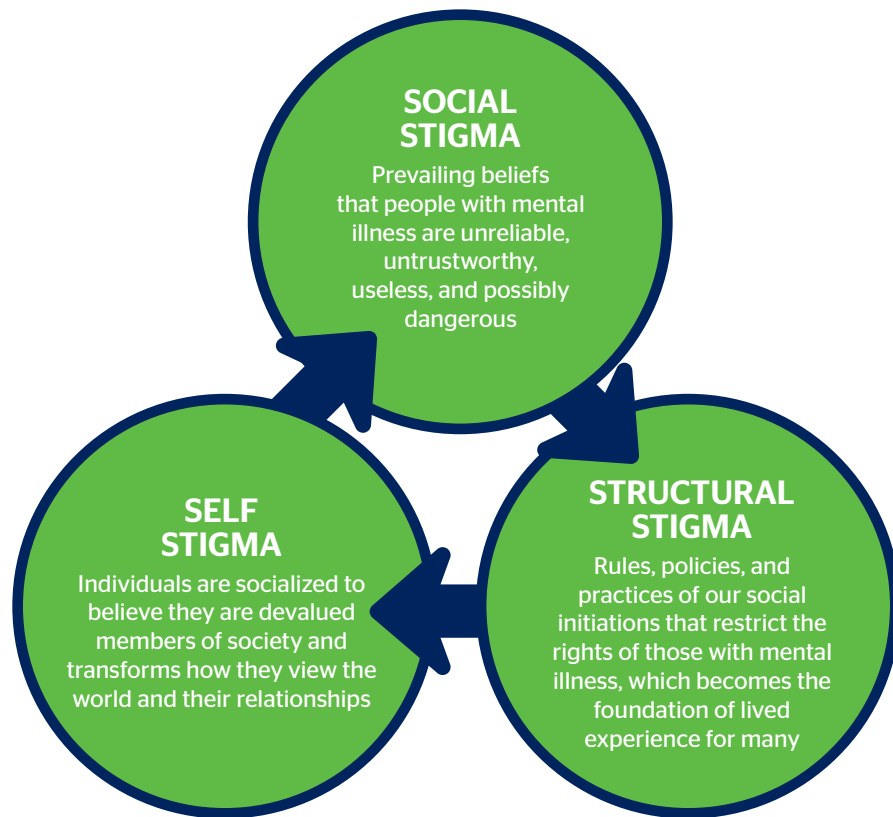 SOCIAL
STIGMA
Prevailing beliefs
that people with mental
illness are unreliable,
untrustworthy,
useless, and possibly
dangerous
STRUCTURAL
STIGMA
Rules, policies, and
practices of our social
initiations that restrict the
rights of those with mental
illness, which becomes the
foundation of lived
experience for many
SELF
STIGMA
Individuals are socialized to
believe they are devalued
members of society and
transforms how they view the
world and their relationships